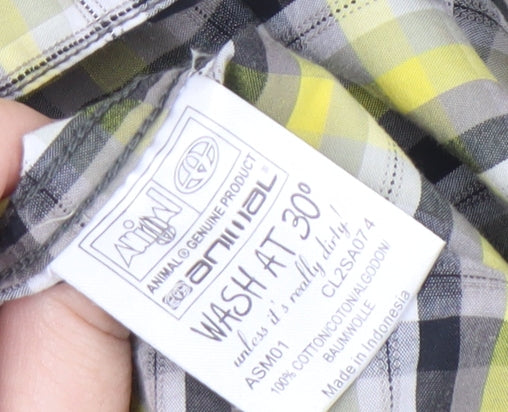 ANIMAL
ANIMAL® GENUINE PRODUCT
ANIMAL
WASH AT 30°
unless it's really dirty!
ASM01
CL2SA074
100% COTTON/COTON/ALGODON/
BAUMWOLLE
Made in Indonesia